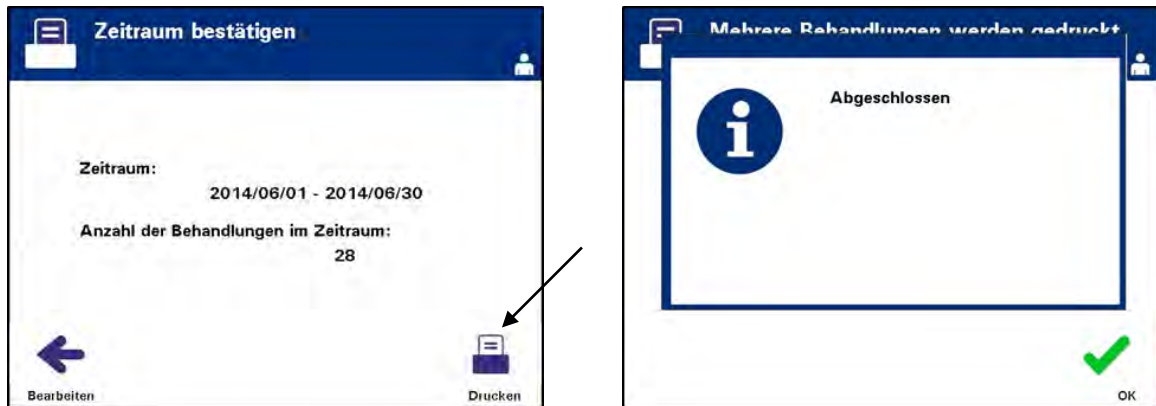 Zeitraum bestätigen
Zeitraum:
2014/06/01 - 2014/06/30
Anzahl der Behandlungen im Zeitraum:
28
Bearbeiten
Drucken
Mehrere Behandlungen werden gedruckt
Abgeschlossen
OK